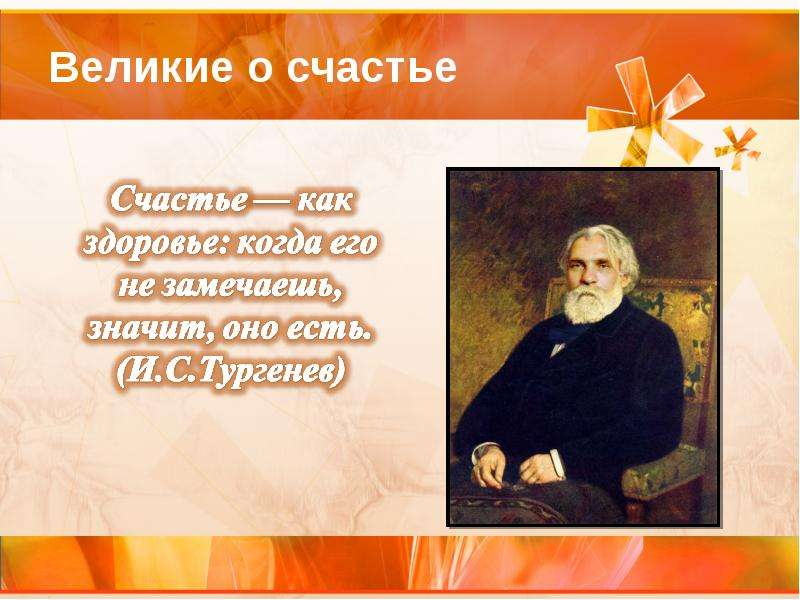 Великие о счастье
Счастье — как
здоровье: когда его
не замечаешь,
значит, оно есть.
(И.С.Тургенев)